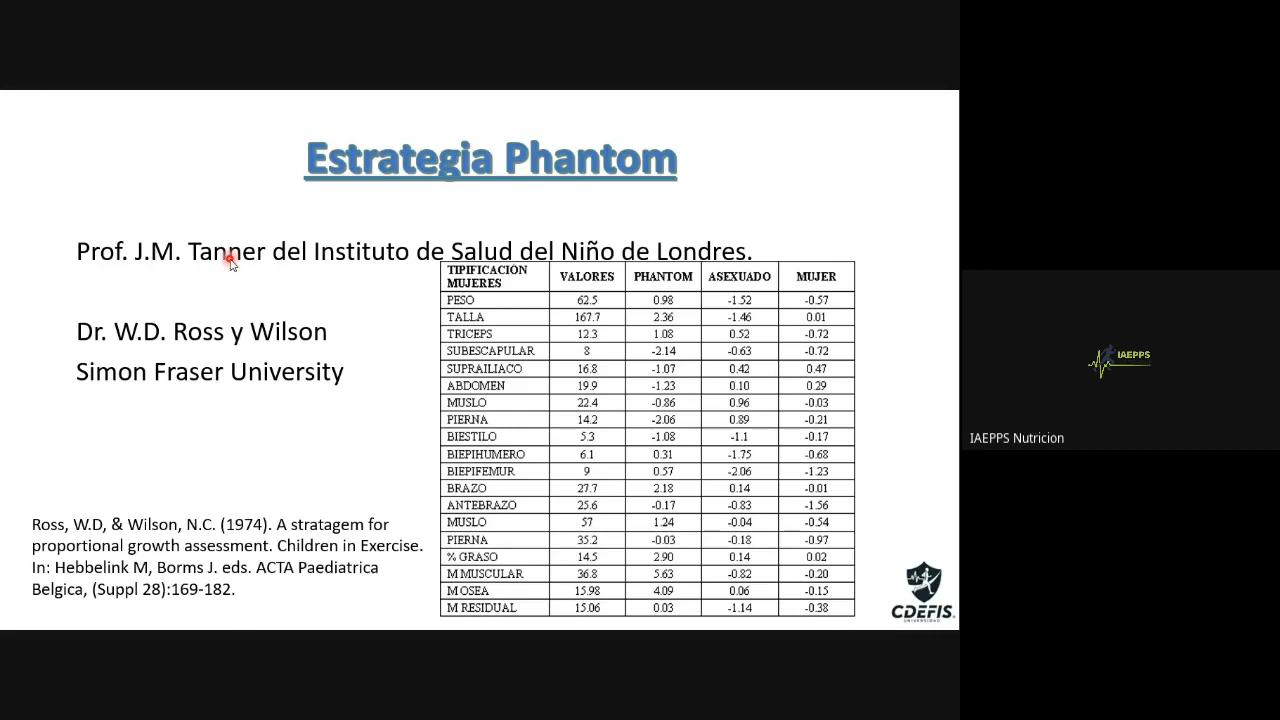 Estrategia Phantom
Prof. J.M. Tanner del Instituto de Salud del Niño de Londres.
Dr. W.D. Ross y Wilson
Simon Fraser University
TIPIFICACIÓN MUJERES VALORES PHANTOM ASEXUADO MUJER
PESO 62.5 0.98 -1.52 -0.57
TALLA 167.7 2.36 -1.46 0.01
TRICEPS 12.3 1.08 0.52 -0.72
SUBESCAPULAR 8 -2.14 -0.63 -0.72
SUPRAILIACO 16.8 -1.07 0.42 0.47
ABDOMEN 19.9 -1.23 0.10 0.29
MUSLO 22.4 -0.86 0.96 -0.03
PIERNA 14.2 -2.06 0.89 -0.21
BIESTILO 5.3 -1.08 -1.1 -0.17
BIEPIHUMERO 6.1 0.31 -1.75 -0.68
BIEPIFEMUR 9 0.57 -2.06 -1.23
BRAZO 27.7 2.18 0.14 -0.01
ANTEBRAZO 25.6 -0.17 -0.83 -1.56
MUSLO 57 1.24 -0.04 -0.54
PIERNA 35.2 -0.03 -0.18 -0.97
% GRASO 14.5 2.90 0.14 0.02
M MUSCULAR 36.8 5.63 -0.82 -0.20
M OSEA 15.98 4.09 0.06 -0.15
M RESIDUAL 15.06 0.03 -1.14 -0.38
Ross, W.D, & Wilson, N.C. (1974). A stratagem for
proportional growth assessment. Children in Exercise.
In: Hebbelink M, Borms J. eds. ACTA Paediatrica
Belgica, (Suppl 28):169-182.
CDEFIS
UNIVERSIDAD
IAEPPS
IAEPPS Nutricion